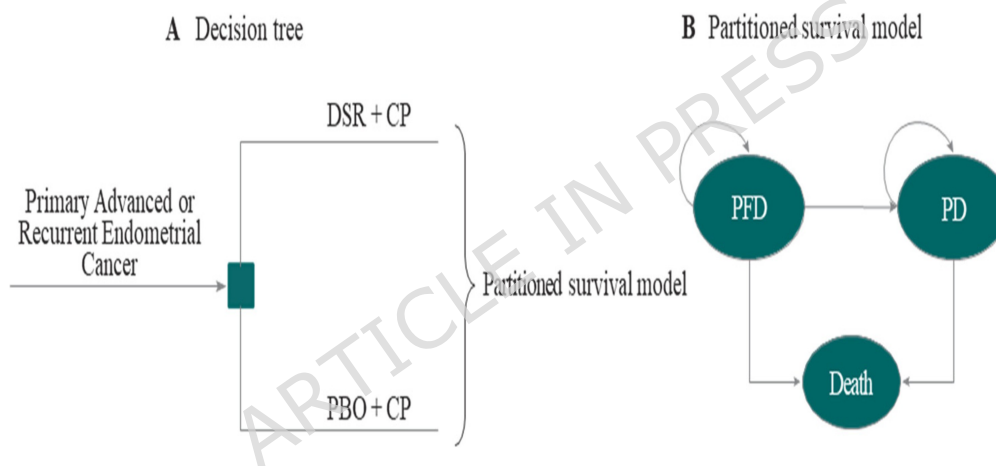 A Decision tree
B Partitioned survival model
DSR + CP
Primary Advanced or
Recurrent Endometrial
Cancer
PBO + CP
Partitioned survival model
PFD
PD
Death
ARTICLE IN PRESS